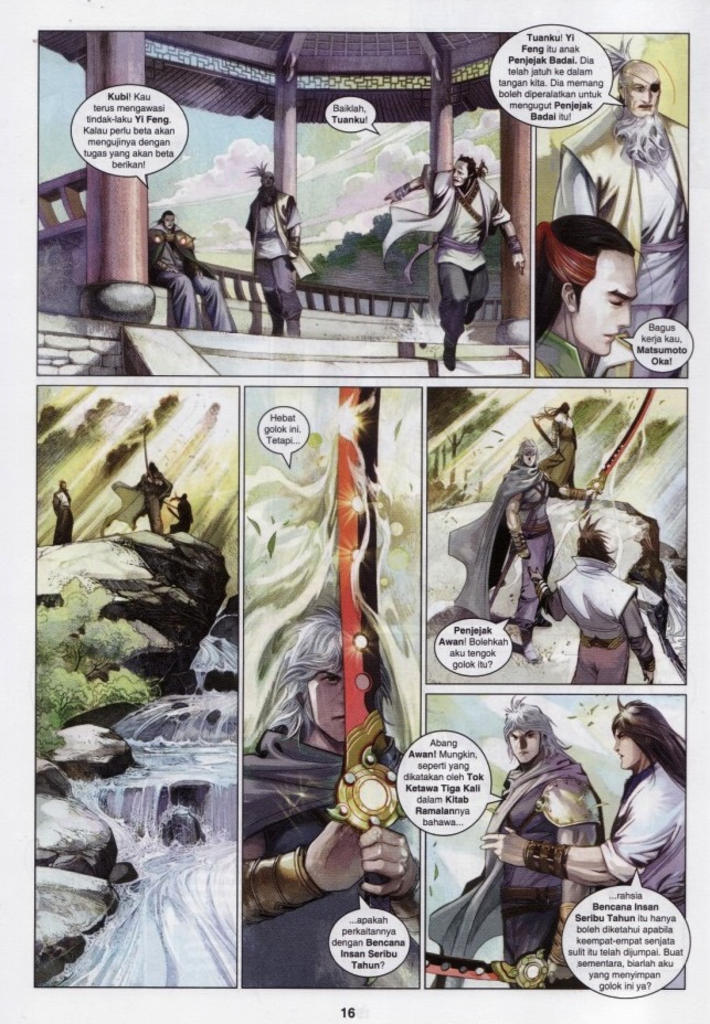 Kubi! Kau
terus mengawasi
tindak-laku Yi Feng.
Kalau perlu beta akan
mengujinya dengan
tugas yang akan beta
berikan!
Baiklah,
Tuanku!
Tuanku! Yi
Feng itu anak
Penjejak Badai. Dia
telah jatuh ke dalam
tangan kita. Dia memang
boleh diperalatkan untuk
mengugut Penjejak
Badai itu!
Bagus
kerja kau,
Matsumoto
Oka!
Hebat
golok ini.
Tetapi...
...apakah
perkaitannya
dengan Bencana
Insan Seribu
Tahun?
Penjejak
Awan! Bolehkah
aku tengok
golok itu?
Abang
Awan! Mungkin,
seperti yang
dikatakan oleh Tok
Ketawa Tiga Kali
dalam Kitab
Ramalannya
bahawa...
...rahsia
Bencana Insan
Seribu Tahun itu hanya
boleh diketahui apabila
keempat-empat senjata
sulit itu telah dijumpai. Buat
sementara, biarlah aku
yang menyimpan
golok ini ya?
16